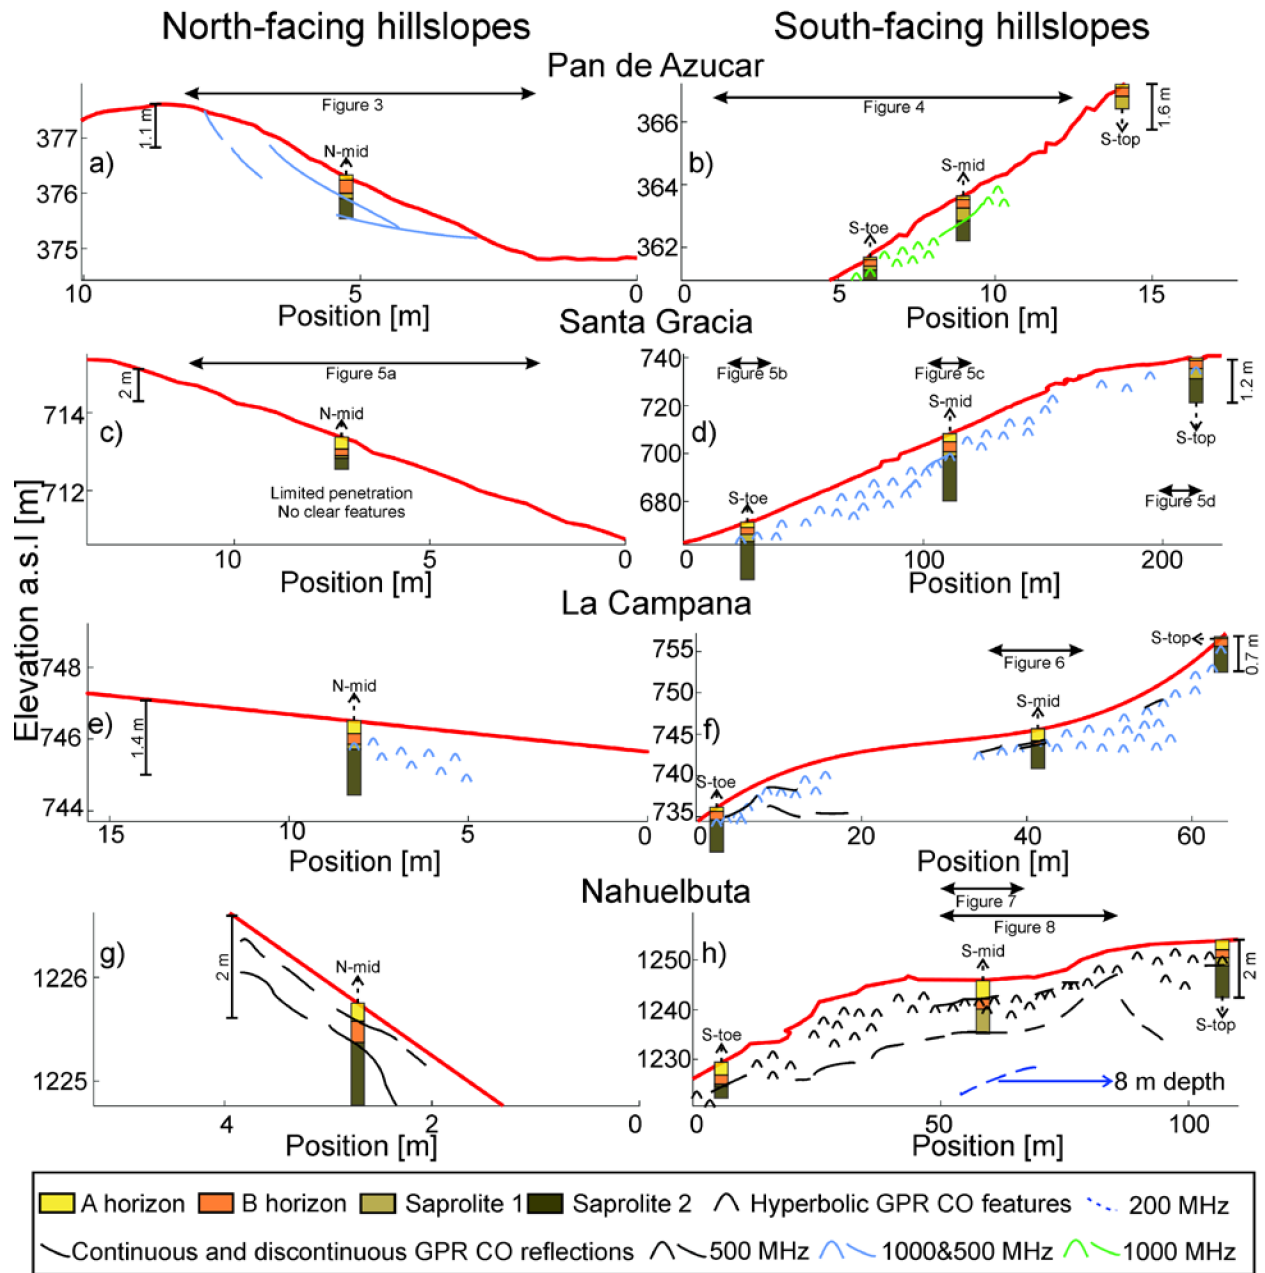 North-facing hillslopes
South-facing hillslopes
Pan de Azucar
Figure 3
1.1 m
377
376
375
a)
N-mid
10
5
0
Position [m]
Figure 4
1.6 m
366
364
362
b)
S-top
S-mid
S-toe
0
5
10
15
Position [m]
Santa Gracia
Figure 5a
2 m
714
712
c)
N-mid
Limited penetration
No clear features
10
5
0
Position [m]
740
720
700
680
Figure 5b
Figure 5c
1.2 m
d)
S-mid
S-top
S-toe
Figure 5d
0
100
200
Position [m]
Elevation a.s.l [m]
La Campana
748
746
744
e)
1.4 m
N-mid
15
10
5
0
Position [m]
755
750
745
740
735
S-top
0.7 m
Figure 6
S-mid
f)
S-toe
0
20
40
60
Position [m]
Nahuelbuta
1226
1225
g)
2 m
N-mid
4
2
0
Position [m]
Figure 7
Figure 8
1250
1240
1230
h)
S-mid
2 m
S-top
S-toe
8 m depth
0
50
100
Position [m]
A horizon B horizon Saprolite 1 Saprolite 2 Hyperbolic GPR CO features 200 MHz
Continuous and discontinuous GPR CO reflections 500 MHz 1000&500 MHz 1000 MHz